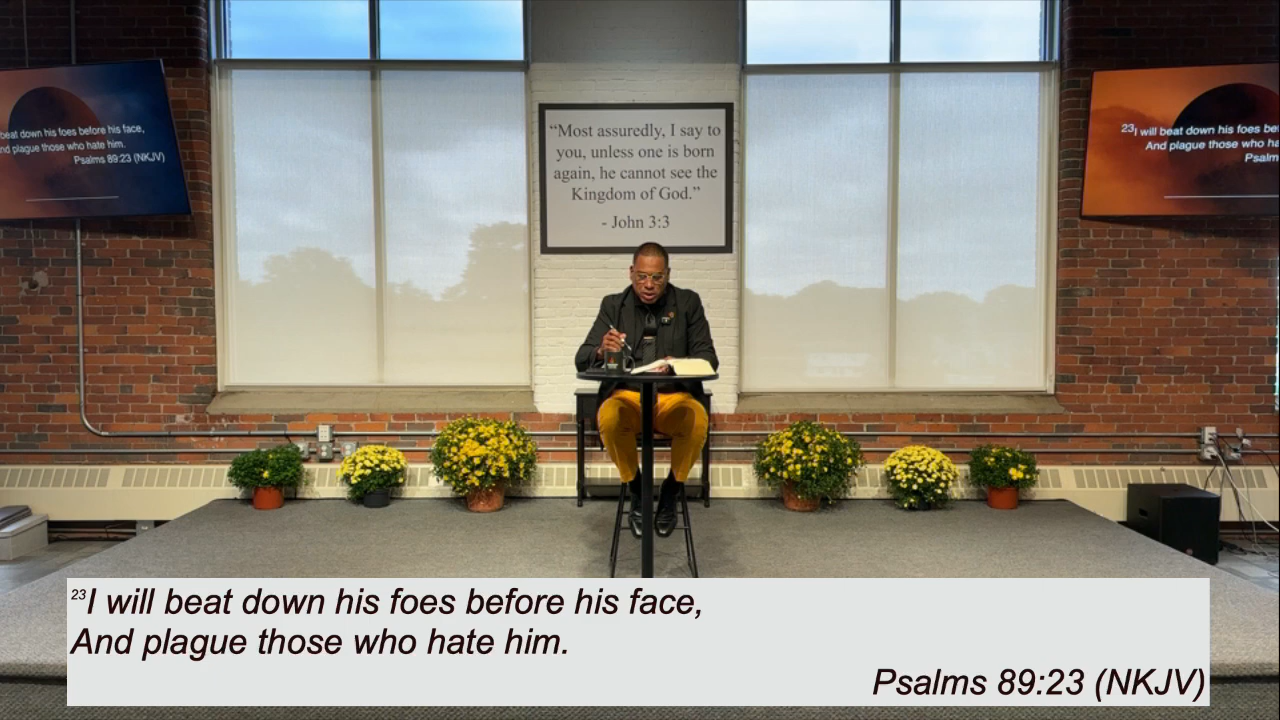 beat down his foes before his face,
and plague those who hate him.
Psalms 89:23 (NKJV)
“Most assuredly, I say to
you, unless one is born
again, he cannot see the
Kingdom of God.”
- John 3:3
23I will beat down his foes be
And plague those who ha
Psalm
23I will beat down his foes before his face,
And plague those who hate him.
Psalms 89:23 (NKJV)